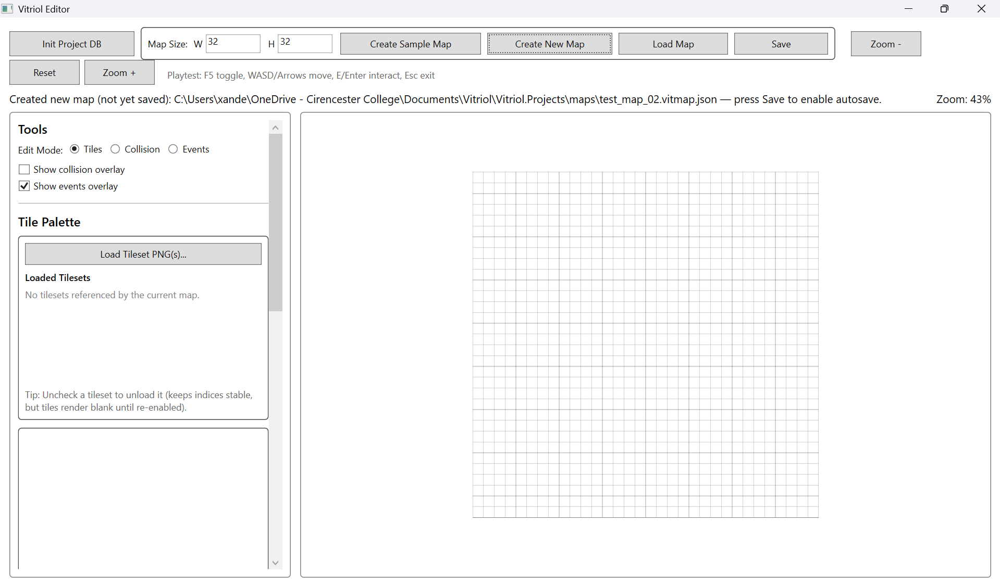 Vitriol Editor
Init Project DB
Map Size: W 32 H 32 Create Sample Map Create New Map Load Map Save
Zoom -
Reset Zoom + Playtest: F5 toggle, WASD/Arrows move, E/Enter interact, Esc exit
Created new map (not yet saved): C:\Users\xande\OneDrive - Cirencester College\Documents\Vitriol\Vitriol.Projects\maps\test_map_02.vitmap.json — press Save to enable autosave. Zoom: 43%
Tools
Edit Mode: Tiles Collision Events
Show collision overlay
Show events overlay
Tile Palette
Load Tileset PNG(s)...
Loaded Tilesets
No tilesets referenced by the current map.
Tip: Uncheck a tileset to unload it (keeps indices stable,
but tiles render blank until re-enabled).